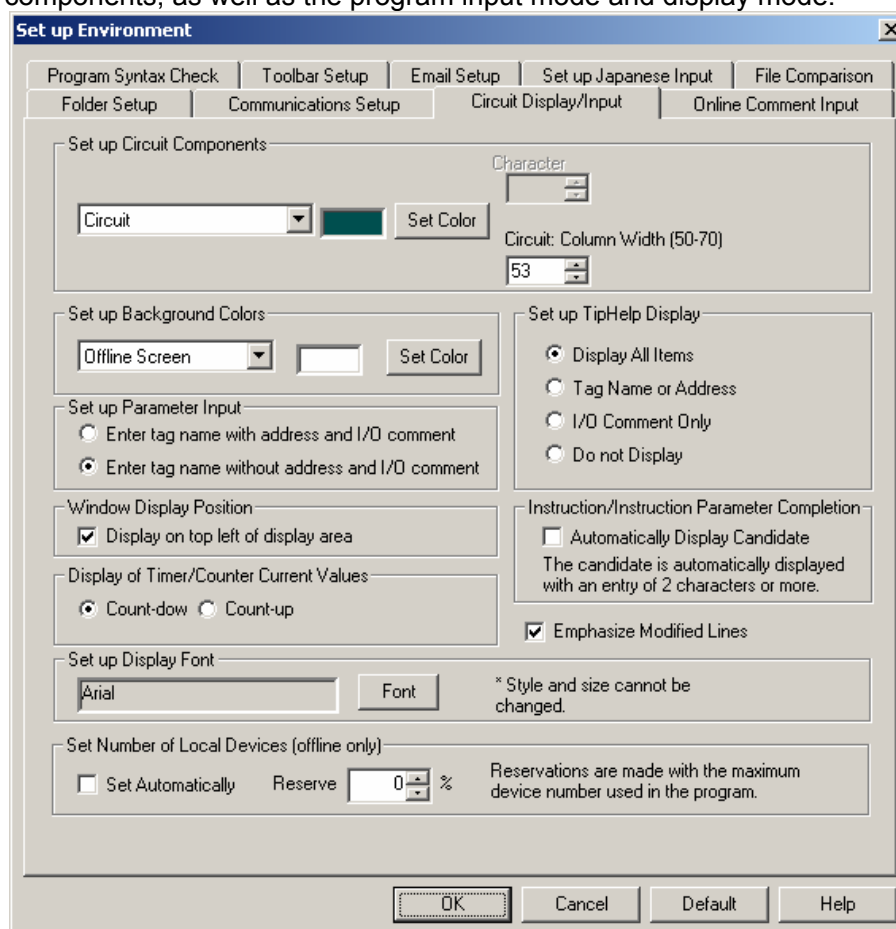 components, as well as the program input mode and display mode.
Set up Environment
Program Syntax Check Toolbar Setup Email Setup Set up Japanese Input File Comparison
Folder Setup Communications Setup Circuit Display/Input Online Comment Input
Set up Circuit Components
Character
Circuit Set Color
Circuit: Column Width (50-70)
53
Set up Background Colors
Offline Screen Set Color
Set up Parameter Input
Enter tag name with address and I/O comment
Enter tag name without address and I/O comment
Window Display Position
Display on top left of display area
Display of Timer/Counter Current Values
Count-dow Count-up
Set up TipHelp Display
Display All Items
Tag Name or Address
I/O Comment Only
Do not Display
Instruction/Instruction Parameter Completion
Automatically Display Candidate
The candidate is automatically displayed
with an entry of 2 characters or more.
Emphasize Modified Lines
Set up Display Font
Arial Font
* Style and size cannot be
changed.
Set Number of Local Devices (offline only)
Set Automatically Reserve 0 %
Reservations are made with the maximum
device number used in the program.
OK Cancel Default Help